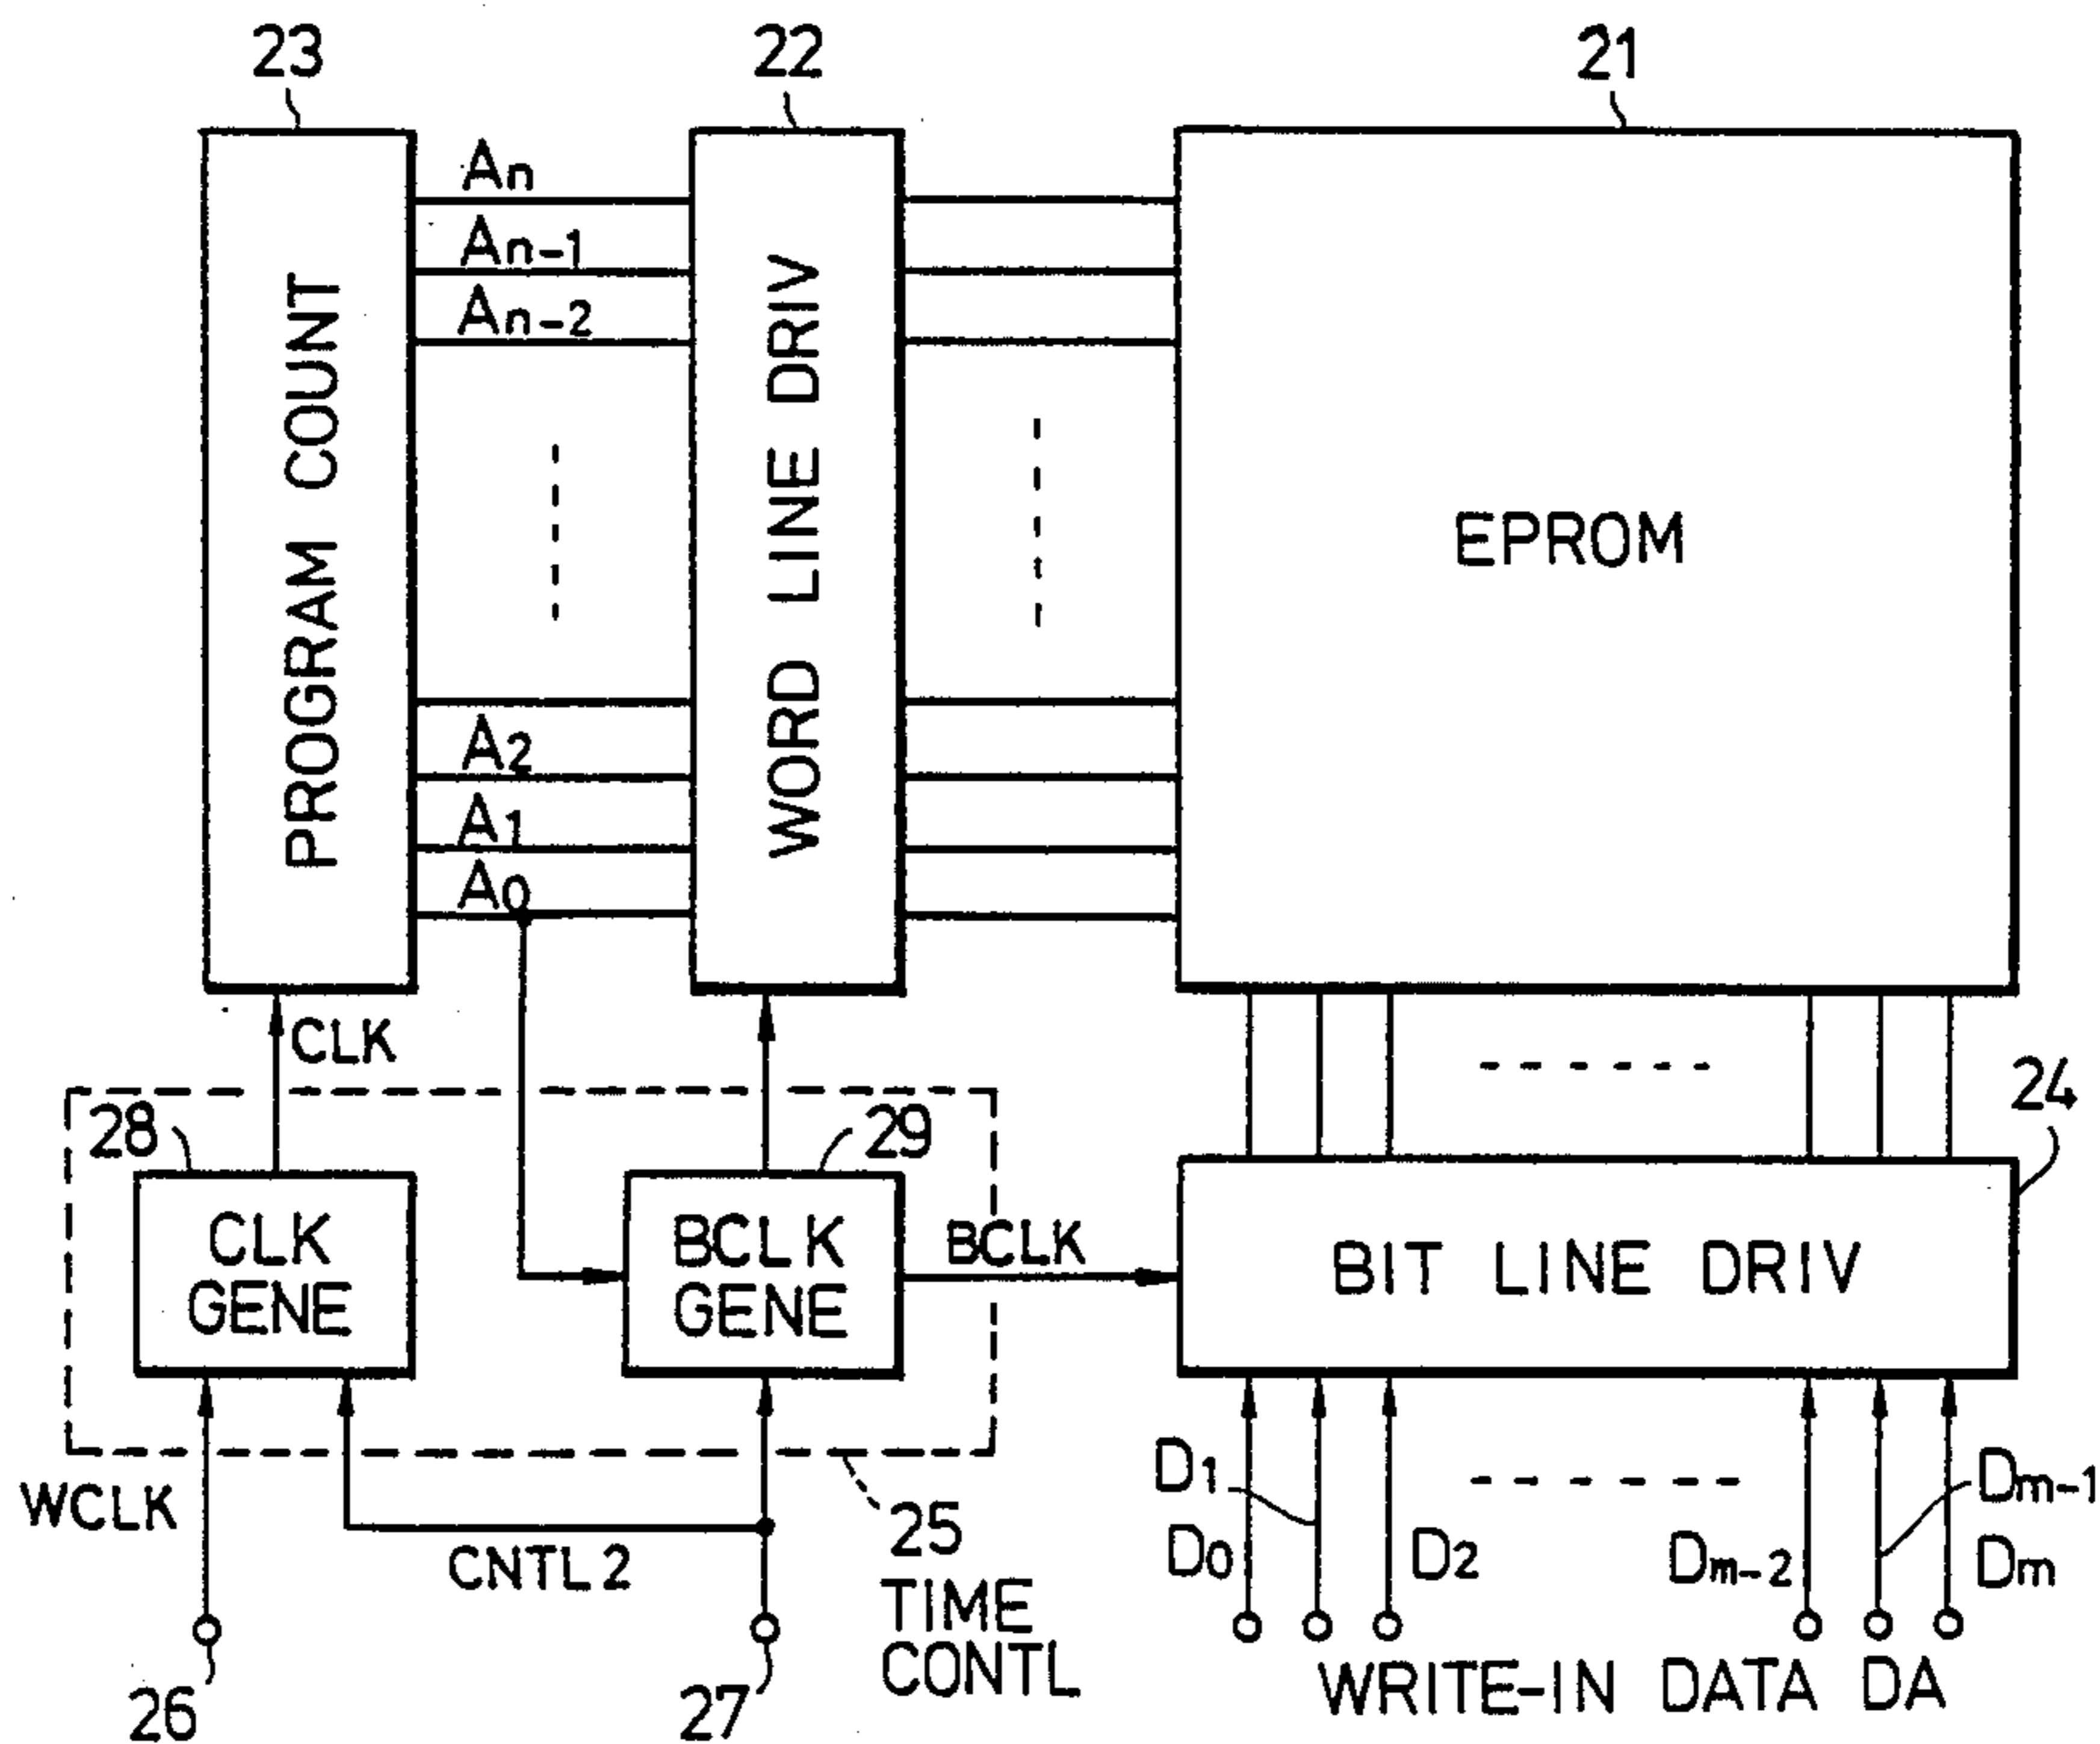 23
22
21
An
An-1
An-2
PROGRAM COUNT
WORD LINE DRIV
EPROM
A2
A1
A0
CLK
24
28
29
CLK
GENE
BCLK
GENE
BCLK
BIT LINE DRIV
WCLK
CNTL2
25
TIME
CONTL
D1
D0
D2
Dm-2
Dm-1
Dm
26
27
WRITE-IN DATA DA